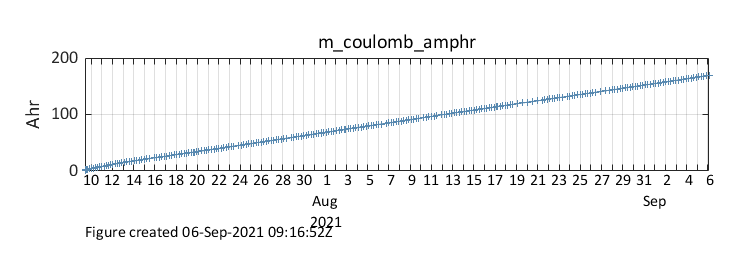 m_coulomb_amphr
200
100
0
Ahr
10 12 14 16 18 20 22 24 26 28 30 1 3 5 7 9 11 13 15 17 19 21 23 25 27 29 31 2 4 6
Aug Sep
2021
Figure created 06-Sep-2021 09:16:52Z